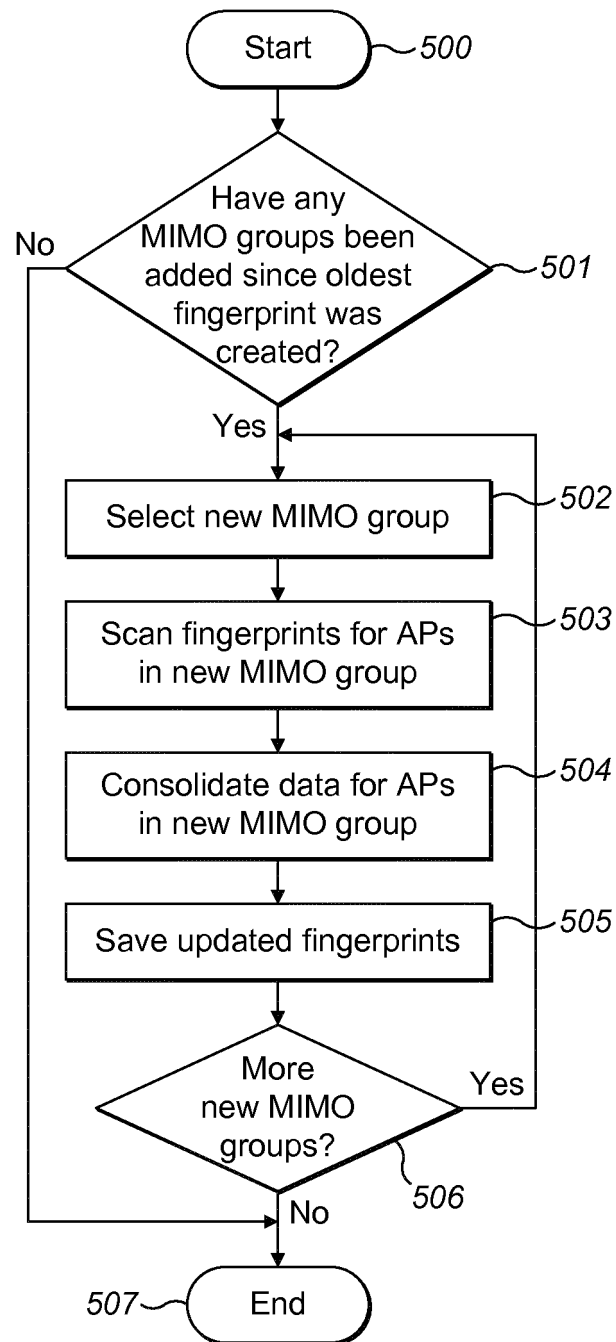 Start
500
Have any
MIMO groups been
added since oldest
fingerprint was
created?
501
No
Yes
Select new MIMO group
502
Scan fingerprints for APs
in new MIMO group
503
Consolidate data for APs
in new MIMO group
504
Save updated fingerprints
505
More
new MIMO
groups?
Yes
506
No
507
End